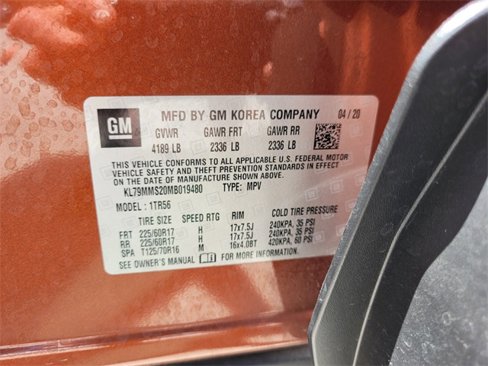 GM
MFD BY GM KOREA COMPANY 04 / 20
GVWR GAWR FRT GAWR RR
4189 LB 2336 LB 2336 LB
THIS VEHICLE CONFORMS TO ALL APPLICABLE U.S. FEDERAL MOTOR
VEHICLE SAFETY, BUMPER, AND THEFT PREVENTION STANDARDS IN
EFFECT ON THE DATE OF MANUFACTURE SHOWN ABOVE.
KL79MMS20MB019480 TYPE: MPV
MODEL : 1TR56
TIRE SIZE SPEED RTG RIM COLD TIRE PRESSURE
FRT 225/60R17 H 17x7.5J 240KPA, 35 PSI
RR 225/60R17 H 17x7.5J 240KPA, 35 PSI
SPA T125/70R16 M 16x4.0BT 420KPA, 60 PSI
SEE OWNER'S MANUAL FOR MORE INFORMATION.